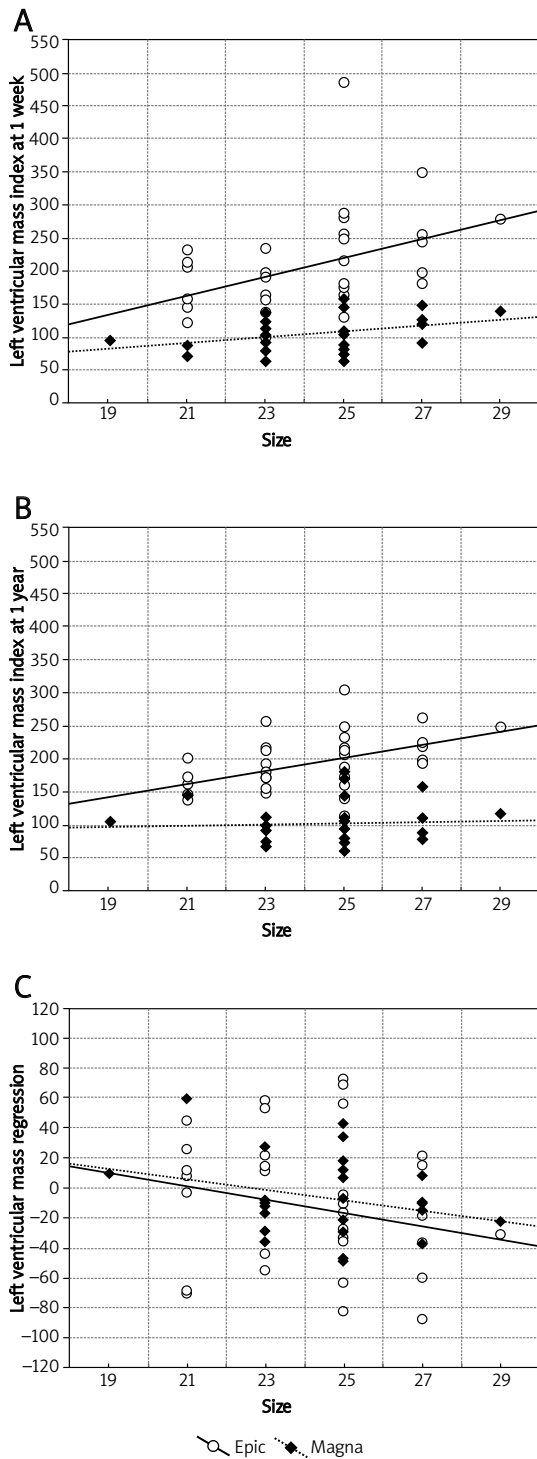 A
Left ventricular mass index at 1 week
550
500
450
400
350
300
250
200
150
100
50
0
19 21 23 25 27 29
Size
B
Left ventricular mass index at 1 year
550
500
450
400
350
300
250
200
150
100
50
0
19 21 23 25 27 29
Size
C
Left ventricular mass regression
120
100
80
60
40
20
0
−20
−40
−60
−80
−100
−120
19 21 23 25 27 29
Size
Epic Magna